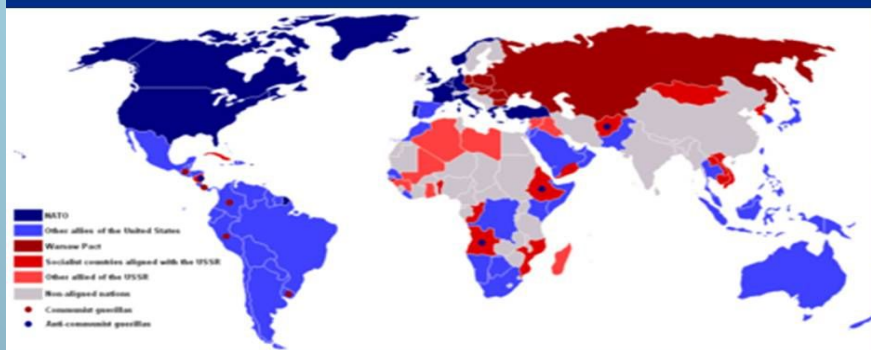 NATO
Other allies of the United States
Warsaw Pact
Socialist countries aligned with the USSR
Other allied of the USSR
Non-aligned nations
Communist guerillas
Anti-communist guerillas